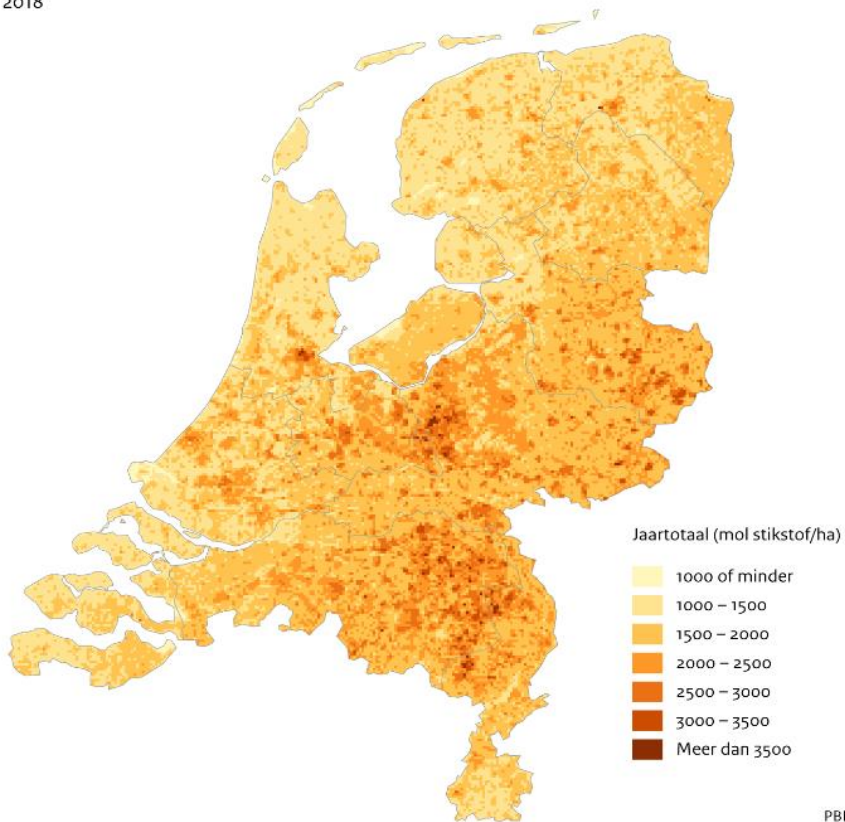 2018
Jaartotaal (mol stikstof/ha)
1000 of minder
1000 – 1500
1500 – 2000
2000 – 2500
2500 – 3000
3000 – 3500
Meer dan 3500